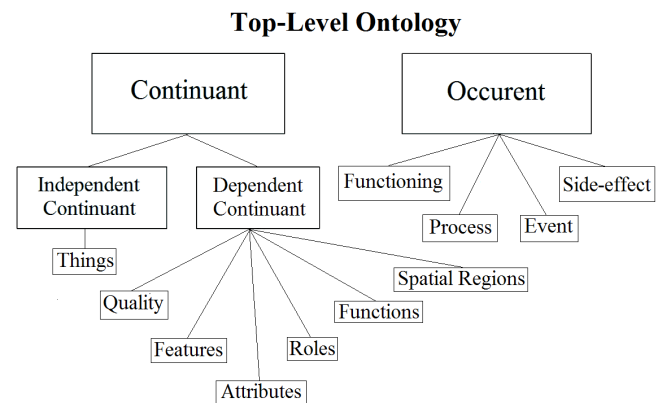 Top-Level Ontology
Continuant
Occurent
Independent
Continuant
Dependent
Continuant
Functioning
Side-effect
Process
Event
Things
Spatial Regions
Quality
Functions
Features
Roles
Attributes